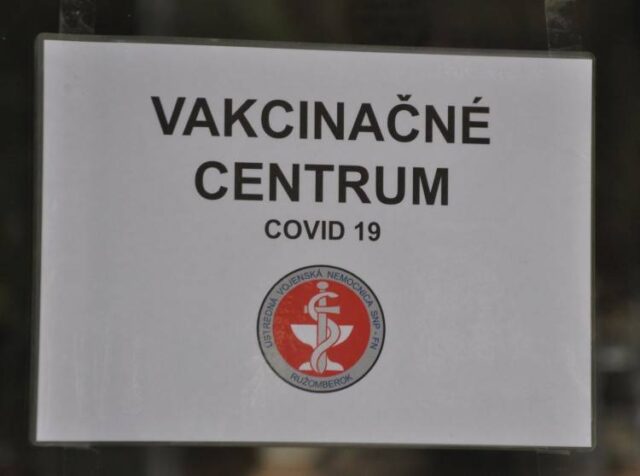 VAKCINAČNÉ
CENTRUM
COVID 19
ÚSTREDNÁ VOJENSKÁ NEMOCNICA SNP - FN
RUŽOMBEROK